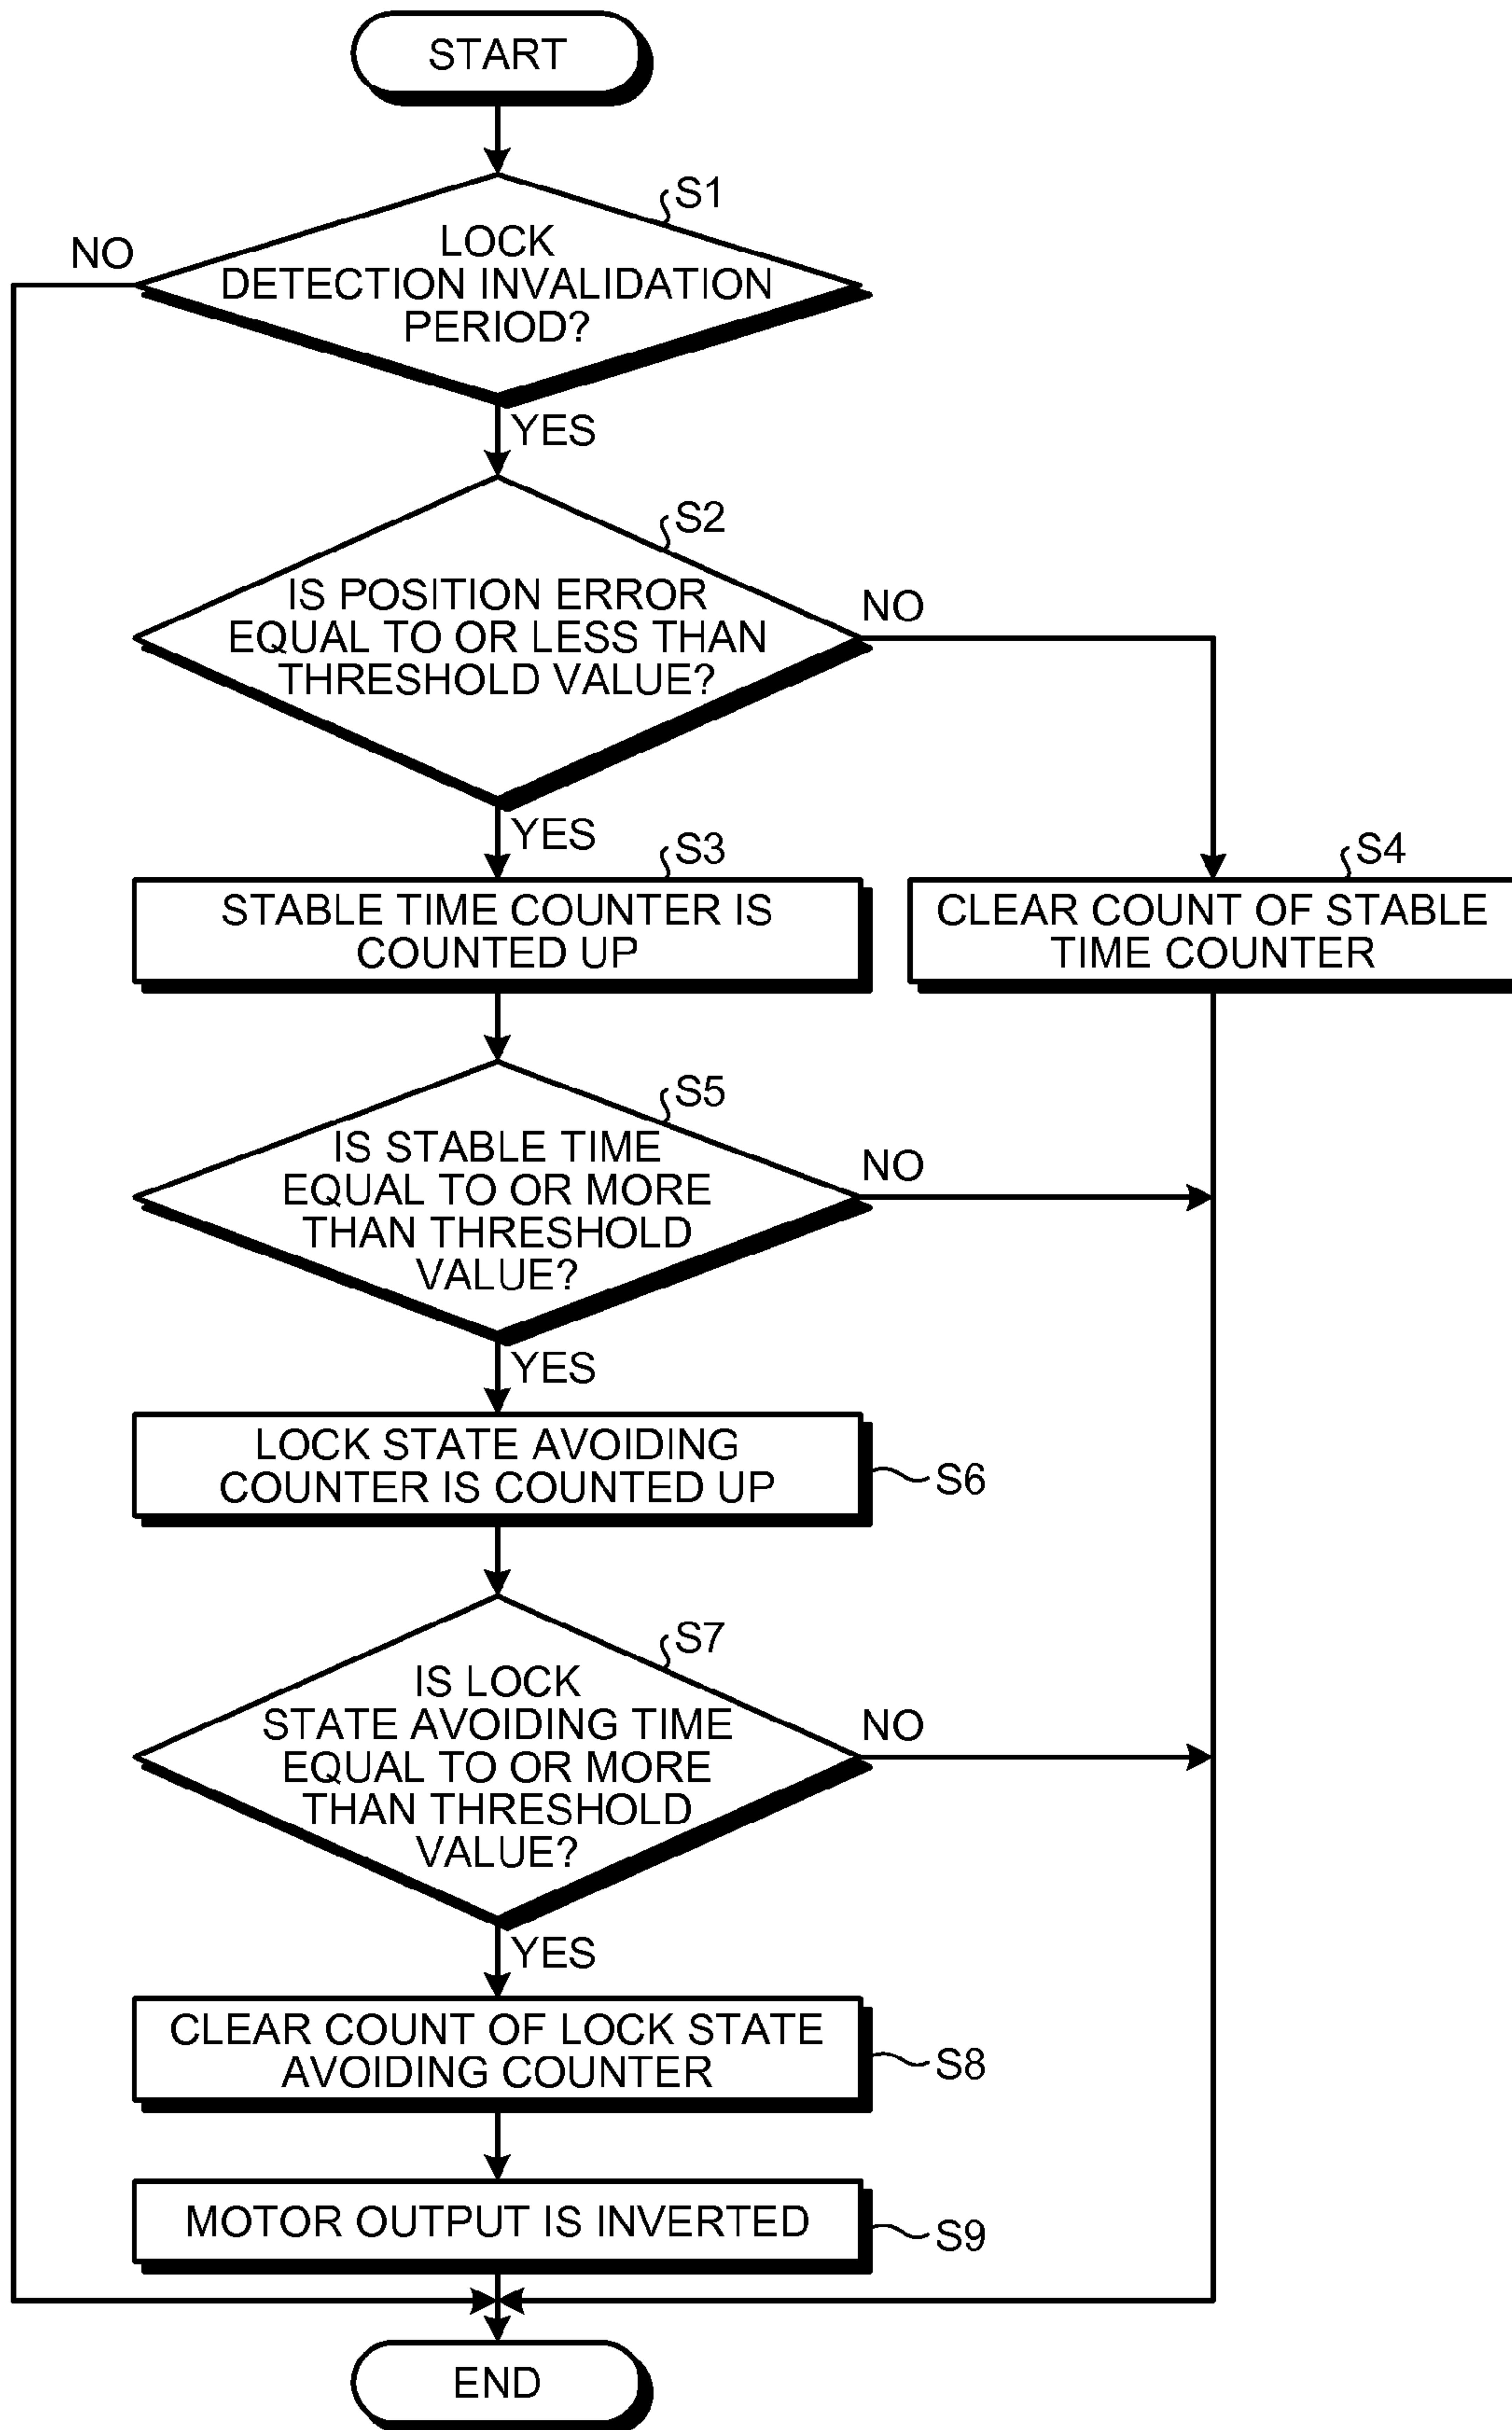 START
S1
LOCK
DETECTION INVALIDATION
PERIOD?
NO
YES
S2
IS POSITION ERROR
EQUAL TO OR LESS THAN
THRESHOLD VALUE?
NO
YES
S3
STABLE TIME COUNTER IS
COUNTED UP
S4
CLEAR COUNT OF STABLE
TIME COUNTER
S5
IS STABLE TIME
EQUAL TO OR MORE
THAN THRESHOLD
VALUE?
NO
YES
LOCK STATE AVOIDING
COUNTER IS COUNTED UP
S6
S7
IS LOCK
STATE AVOIDING TIME
EQUAL TO OR MORE
THAN THRESHOLD
VALUE?
NO
YES
CLEAR COUNT OF LOCK STATE
AVOIDING COUNTER
S8
MOTOR OUTPUT IS INVERTED
S9
END